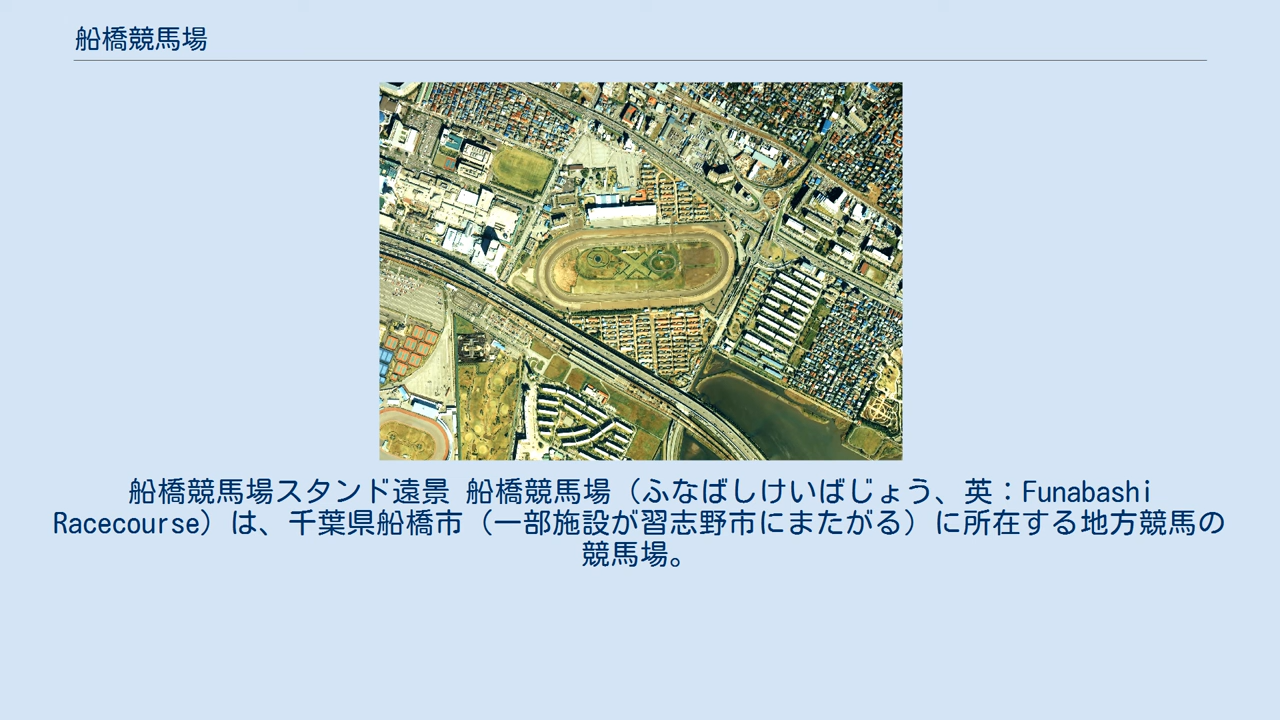 船橋競馬場
船橋競馬場スタンド遠景 船橋競馬場（ふなばしけいばじょう、英：Funabashi
Racecourse）は、千葉県船橋市（一部施設が習志野市にまたがる）に所在する地方競馬の
競馬場。